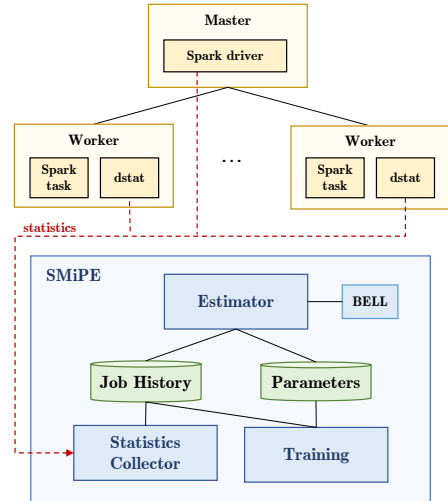 Master
Spark driver
Worker
Spark
task
dstat
...
Worker
Spark
task
dstat
statistics
SMiPE
Estimator
BELL
Job History
Parameters
Statistics
Collector
Training